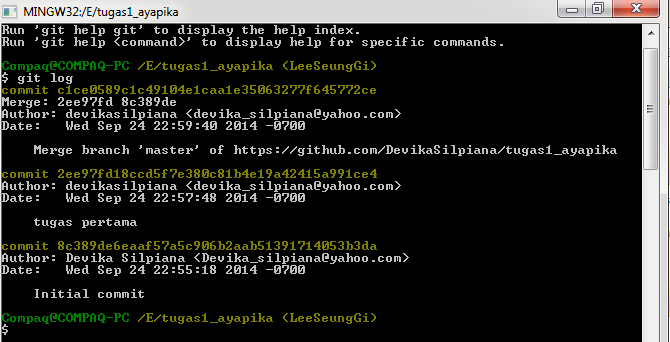 MINGW32:/E/tugas1_ayapika
Run 'git help git' to display the help index.
Run 'git help <command>' to display help for specific commands.
Compaq@COMPAQ-PC /E/tugas1_ayapika (LeeSeungGi)
$ git log
commit c1ce0589c1c49104e1caa1e35063277f645772ce
Merge: 2ee97fd 8c389de
Author: devikasilpiana <devika_silpiana@yahoo.com>
Date:   Wed Sep 24 22:59:40 2014 -0700
    Merge branch 'master' of https://github.com/DevikaSilpiana/tugas1_ayapika
commit 2ee97fd18ccd5f7e380c81b4e19a42415a991ce4
Author: devikasilpiana <devika_silpiana@yahoo.com>
Date:   Wed Sep 24 22:57:48 2014 -0700
    tugas pertama
commit 8c389de6eaaf57a5c906b2aab51391714053b3da
Author: Devika Silpiana <Devika_silpiana@yahoo.com>
Date:   Wed Sep 24 22:55:18 2014 -0700
    Initial commit
Compaq@COMPAQ-PC /E/tugas1_ayapika (LeeSeungGi)
$